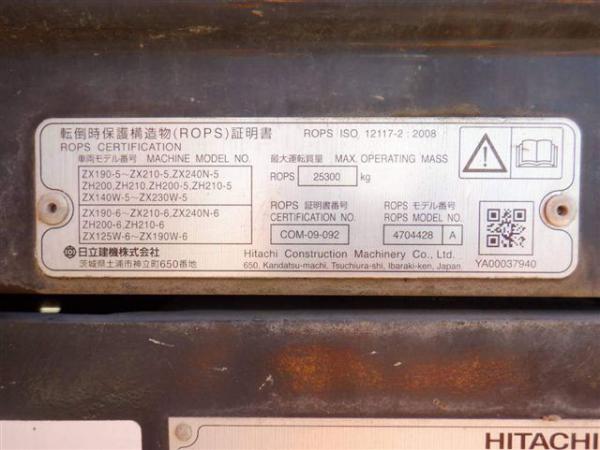 転倒時保護構造物(ROPS)証明書
ROPS ISO 12117-2 : 2008
ROPS CERTIFICATION
車両モデル番号 MACHINE MODEL NO.
ZX190-5~ZX210-5,ZX240N-5
ZH200,ZH210,ZH200-5,ZH210-5
ZX140W-5~ZX230W-5
ZX190-6~ZX210-6,ZX240N-6
ZH200-6,ZH210-6
ZX125W-6~ZX190W-6
最大運転質量 MAX. OPERATING MASS
ROPS 25300 kg
ROPS 証明書番号
CERTIFICATION NO.
COM-09-092
ROPS モデル番号
ROPS MODEL NO.
4704428 A
YA00037940
日立建機株式会社
茨城県土浦市神立町650番地
Hitachi Construction Machinery Co., Ltd.
650, Kandatsu-machi, Tsuchiura-shi, Ibaraki-ken, Japan
HITACHI